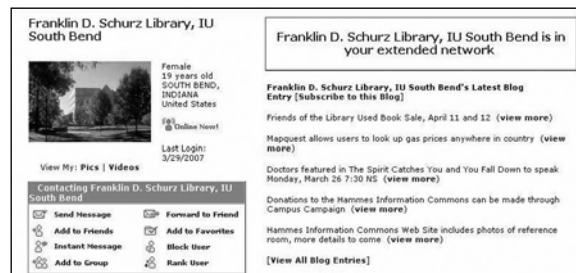 Franklin D. Schurz Library, IU
South Bend
Female
19 years old
SOUTH BEND,
INDIANA
United States
Online Now!
Last Login:
3/29/2007
View My: Pics | Videos
Contacting Franklin D. Schurz Library, IU
South Bend
Send Message
Forward to Friend
Add to Friends
Add to Favorites
Instant Message
Block User
Add to Group
Rank User
Franklin D. Schurz Library, IU South Bend is in
your extended network
Franklin D. Schurz Library, IU South Bend's Latest Blog
Entry [Subscribe to this Blog]
Friends of the Library Used Book Sale, April 11 and 12 (view more)
Mapquest allows users to look up gas prices anywhere in country (view
more)
Doctors featured in The Spirit Catches You and You Fall Down to speak
Monday, March 26 7:30 NS (view more)
Donations to the Hammes Information Commons can be made through
Campus Campaign (view more)
Hammes Information Commons Web Site includes photos of reference
room, more details to come (view more)
[View All Blog Entries]